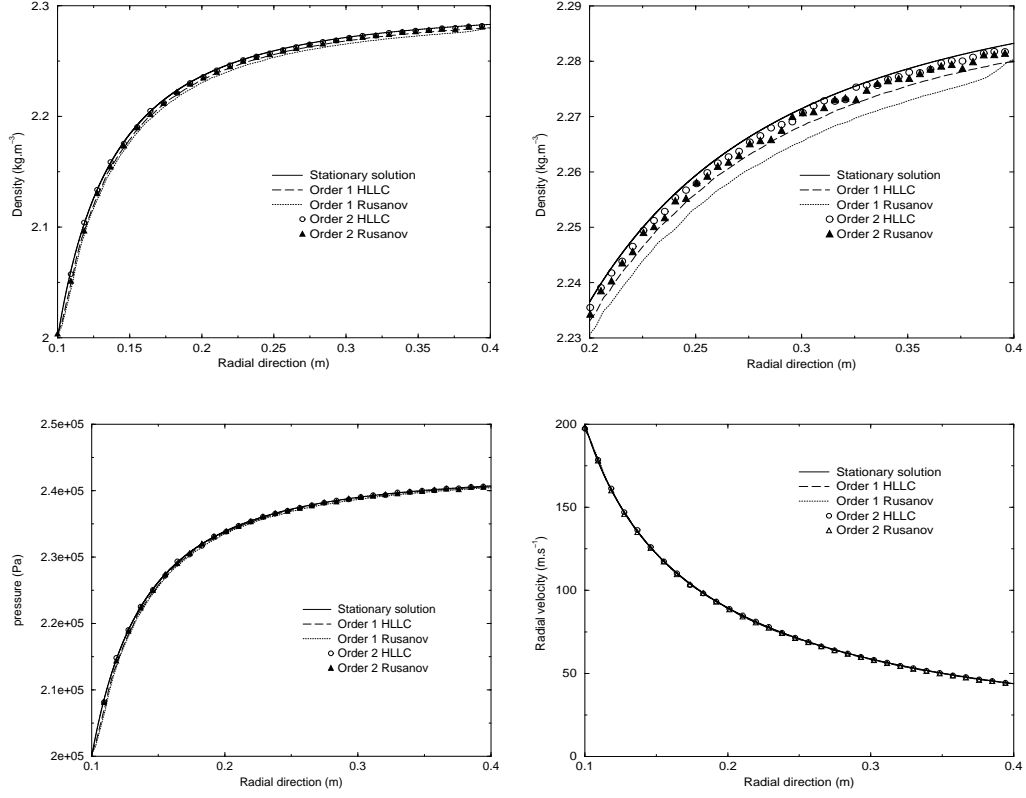 2.3
2.2
2.1
2
Density (kg.m⁻³)
0.1
0.15
0.2
0.25
0.3
0.35
0.4
Radial direction (m)
Stationary solution
Order 1 HLLC
Order 1 Rusanov
Order 2 HLLC
Order 2 Rusanov
2.29
2.28
2.27
2.26
2.25
2.24
2.23
Density (kg.m⁻³)
0.2
0.25
0.3
0.35
0.4
Radial direction (m)
Stationary solution
Order 1 HLLC
Order 1 Rusanov
Order 2 HLLC
Order 2 Rusanov
2.5e+05
2.4e+05
2.3e+05
2.2e+05
2.1e+05
2e+05
pressure (Pa)
0.1
0.2
0.3
0.4
Radial direction (m)
Stationary solution
Order 1 HLLC
Order 1 Rusanov
Order 2 HLLC
Order 2 Rusanov
200
150
100
50
0
Radial velocity (m.s⁻¹)
0.1
0.2
0.3
0.4
Radial direction (m)
Stationary solution
Order 1 HLLC
Order 1 Rusanov
Order 2 HLLC
Order 2 Rusanov